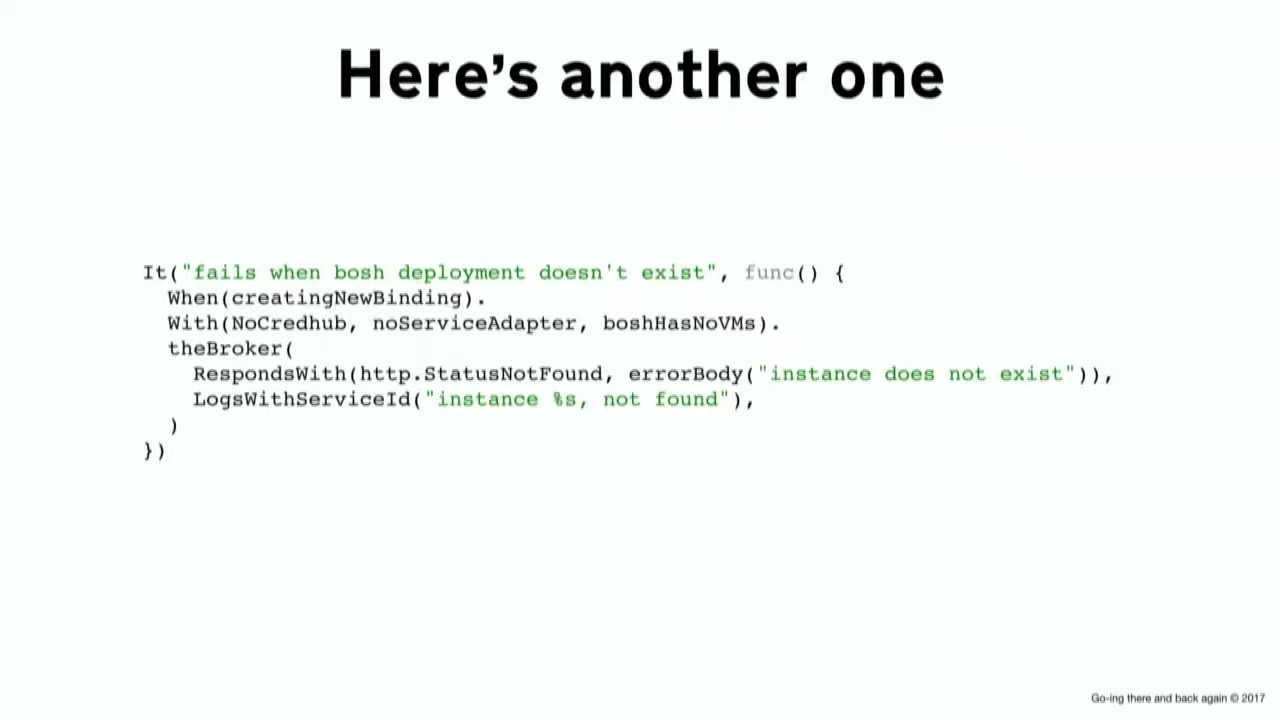 Here’s another one
It("fails when bosh deployment doesn't exist", func() {
  When(creatingNewBinding).
  With(NoCredhub, noServiceAdapter, boshHasNoVMs).
  theBroker(
    RespondsWith(http.StatusNotFound, errorBody("instance does not exist")),
    LogsWithServiceId("instance %s, not found"),
  )
})
Go-ing there and back again © 2017